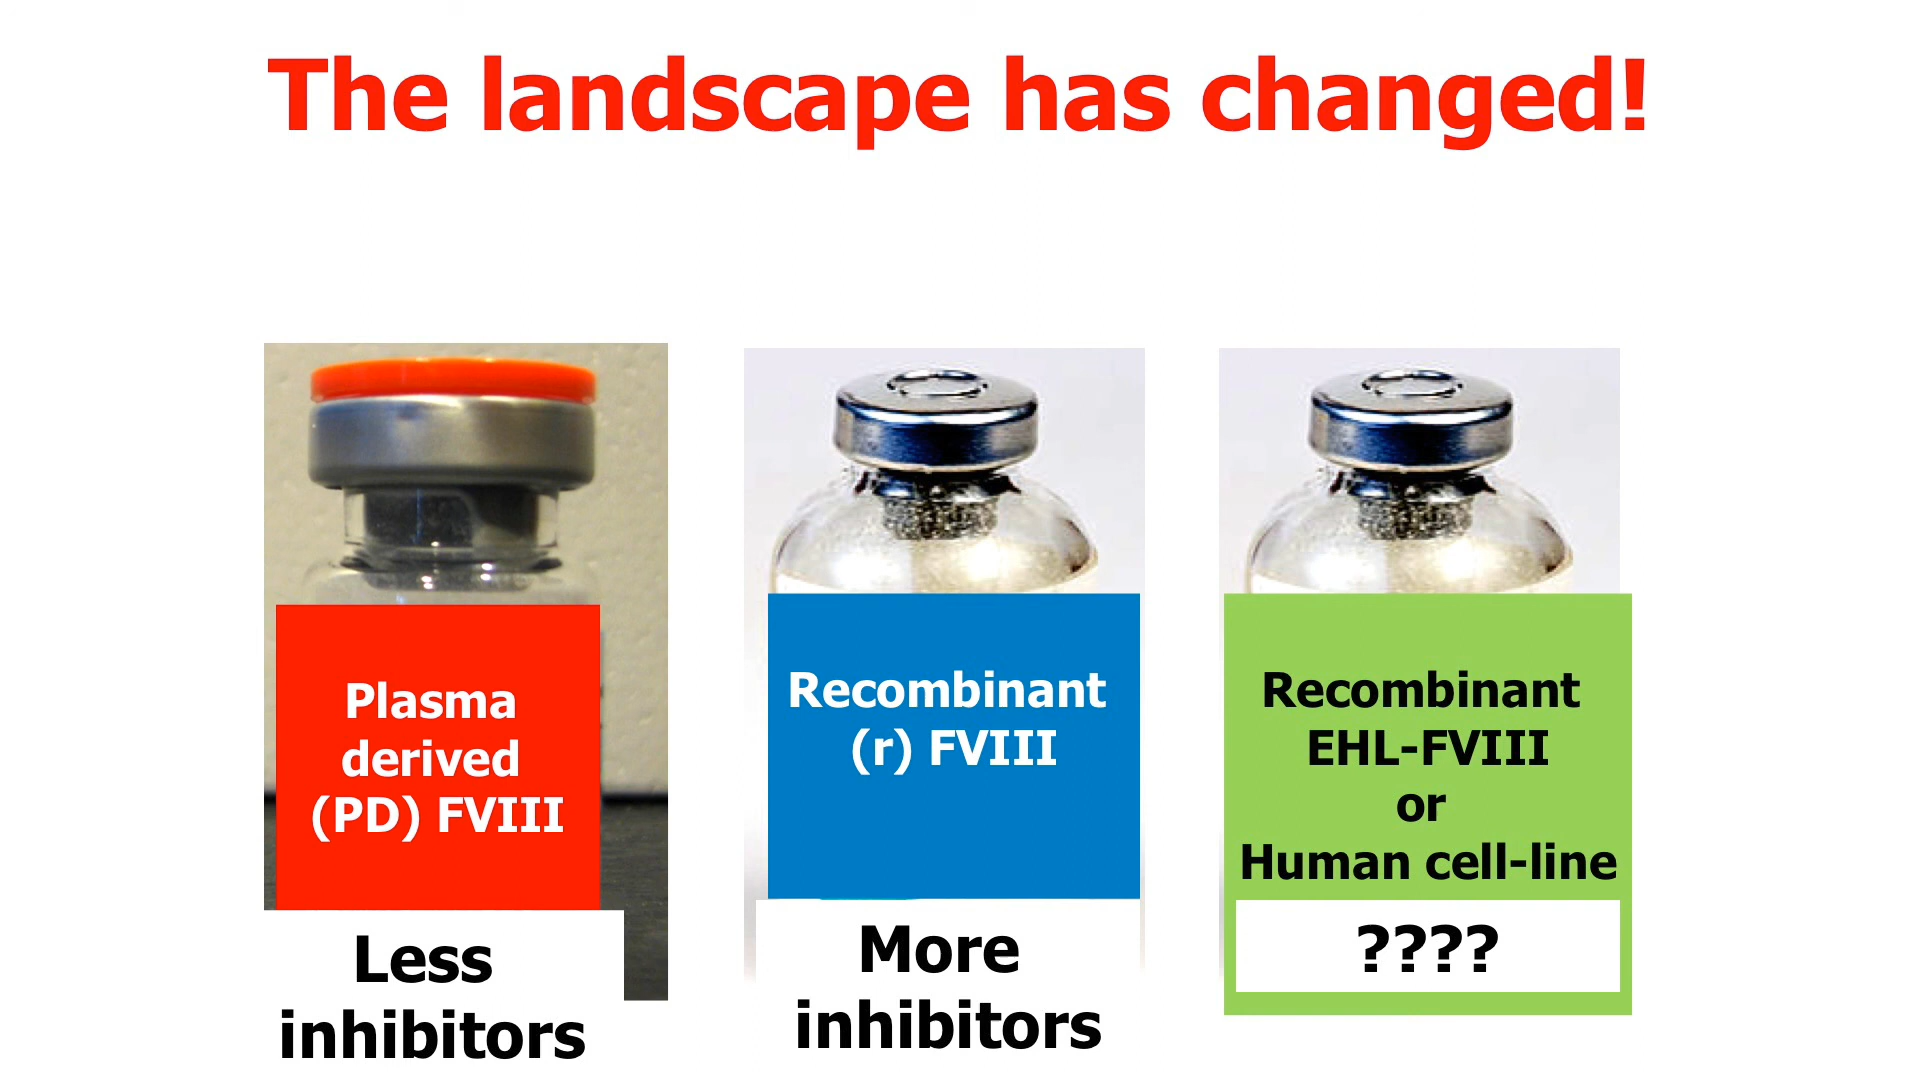 The landscape has changed!
Plasma
derived
(PD) FVIII
Less
inhibitors
Recombinant
(r) FVIII
More
inhibitors
Recombinant
EHL-FVIII
or
Human cell-line
????